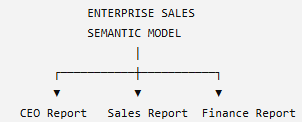 ENTERPRISE SALES
SEMANTIC MODEL
CEO Report Sales Report Finance Report